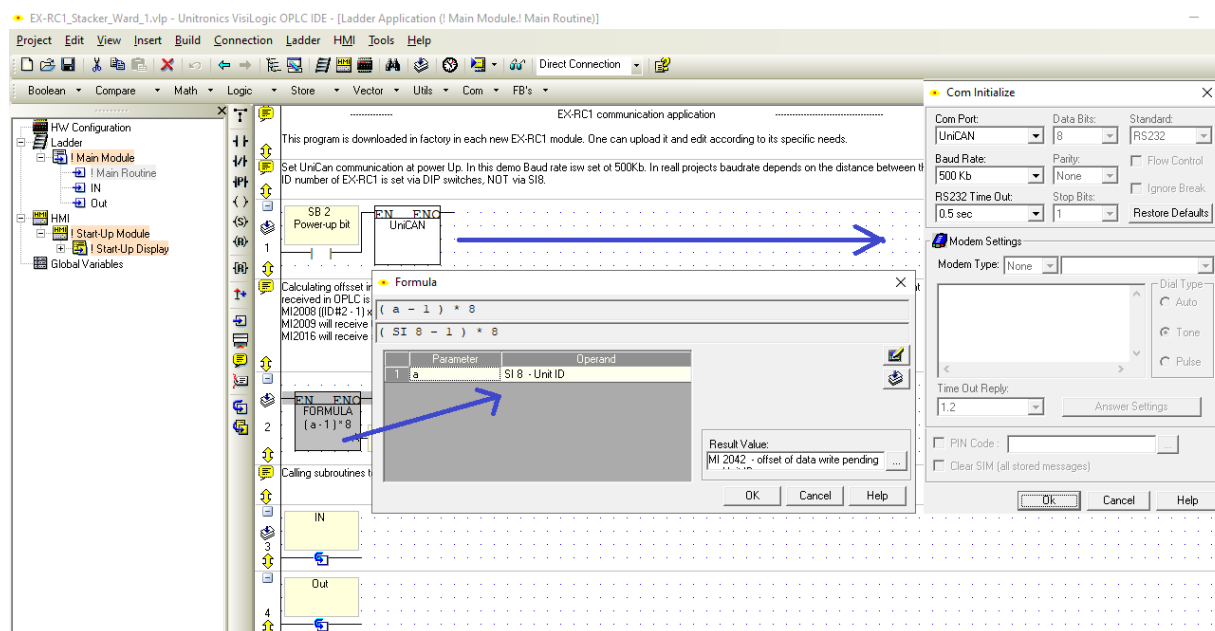 EX-RC1_Stacker_Ward_1.vlp - Unitronics VisiLogic OPLC IDE - [Ladder Application (! Main Module.! Main Routine)]
Project Edit View Insert Build Connection Ladder HMI Tools Help
Direct Connection
Boolean Compare Math Logic Store Vector Utils Com FB's
HW Configuration
Ladder
! Main Module
! Main Routine
IN
Out
HMI
! Start-Up Module
! Start-Up Display
Global Variables
EX-RC1 communication application
This program is downloaded in factory in each new EX-RC1 module. One can upload it and edit according to its specific needs.
Set UniCan communication at power Up. In this demo Baud rate isw set ot 500Kb. In reall projects baudrate depends on the distance between
ID number of EX-RC1 is set via DIP switches, NOT via SI8.
1
SB 2
Power-up bit
EN ENO
UniCAN
Calculating offsset
received in OPLC is
MI2008 ((ID#2 - 1) x
MI2009 will receive
MI2016 will receive
2
EN ENO
FORMULA
(a-1)*8
A
Calling subroutines
3
IN
4
Out
Formula
( a - 1 ) * 8
( SI 8 - 1 ) * 8
Parameter Operand
1 a SI 8 - Unit ID
Result Value:
MI 2042 - offset of data write pending
...
OK Cancel Help
Com Initialize
Com Port: Data Bits: Standard:
UniCAN 8 RS232
Baud Rate: Parity: Flow Control
500 Kb None
Ignore Break
RS232 Time Out: Stop Bits:
0.5 sec 1 Restore Defaults
Modem Settings
Modem Type: None
Dial Type
Auto
Tone
Pulse
Time Out Reply:
1.2 Answer Settings
PIN Code : ...
Clear SIM (all stored messages)
Ok Cancel Help